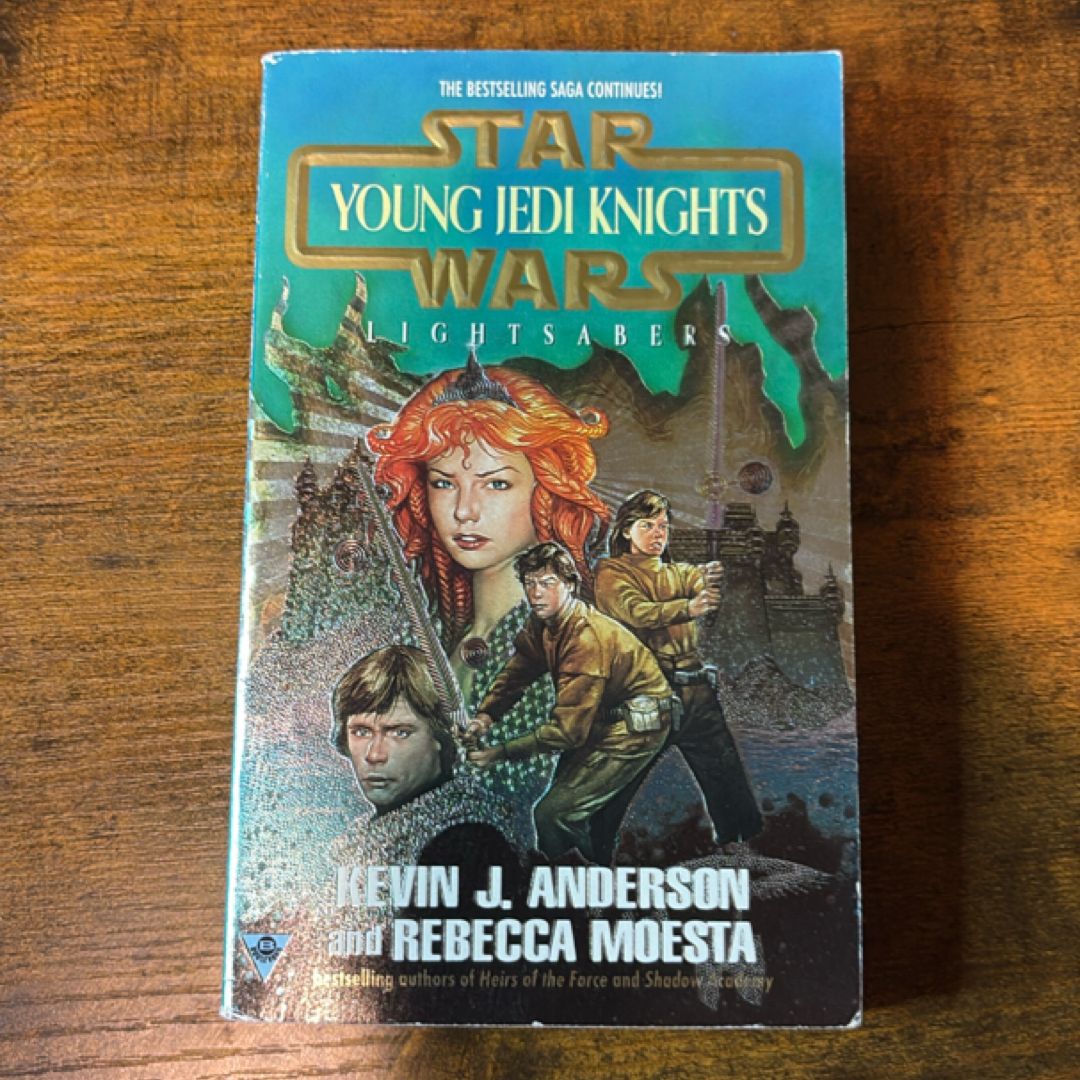 THE BESTSELLING SAGA CONTINUES!
STAR
YOUNG JEDI KNIGHTS
WARS
LIGHTSABERS
KEVIN J. ANDERSON
and REBECCA MOESTA
bestselling authors of Heirs of the Force and Shadow Academy